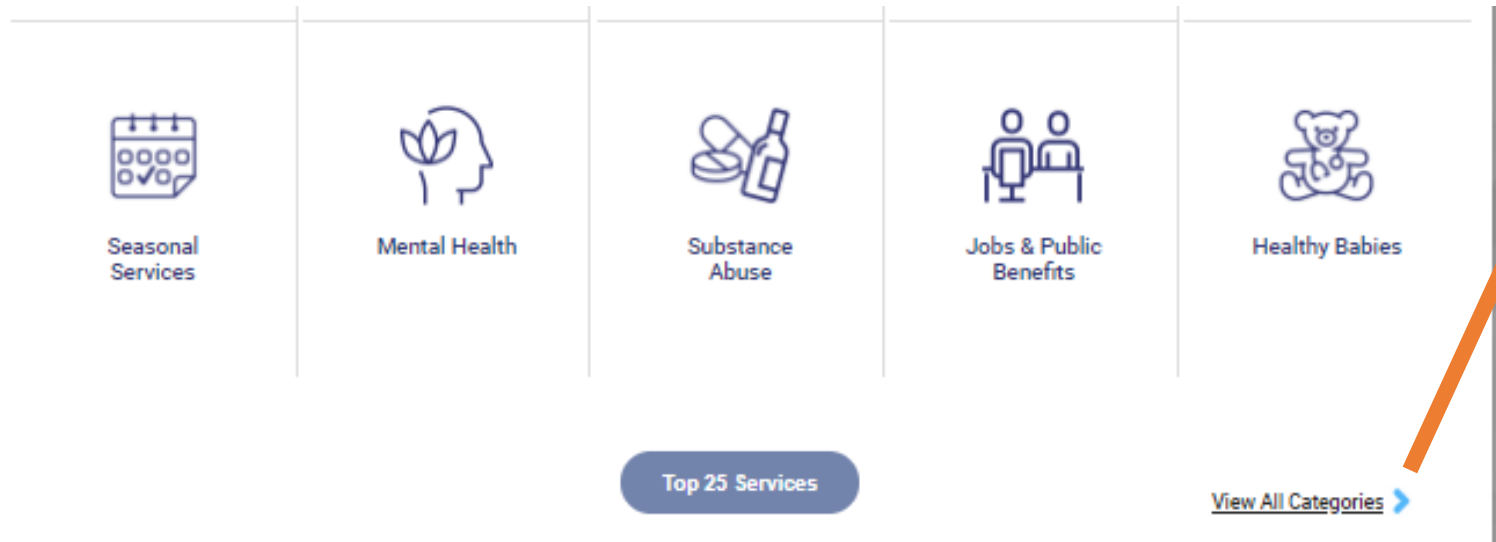 Seasonal
Services
Mental Health
Substance
Abuse
Jobs & Public
Benefits
Healthy Babies
Top 25 Services
View All Categories